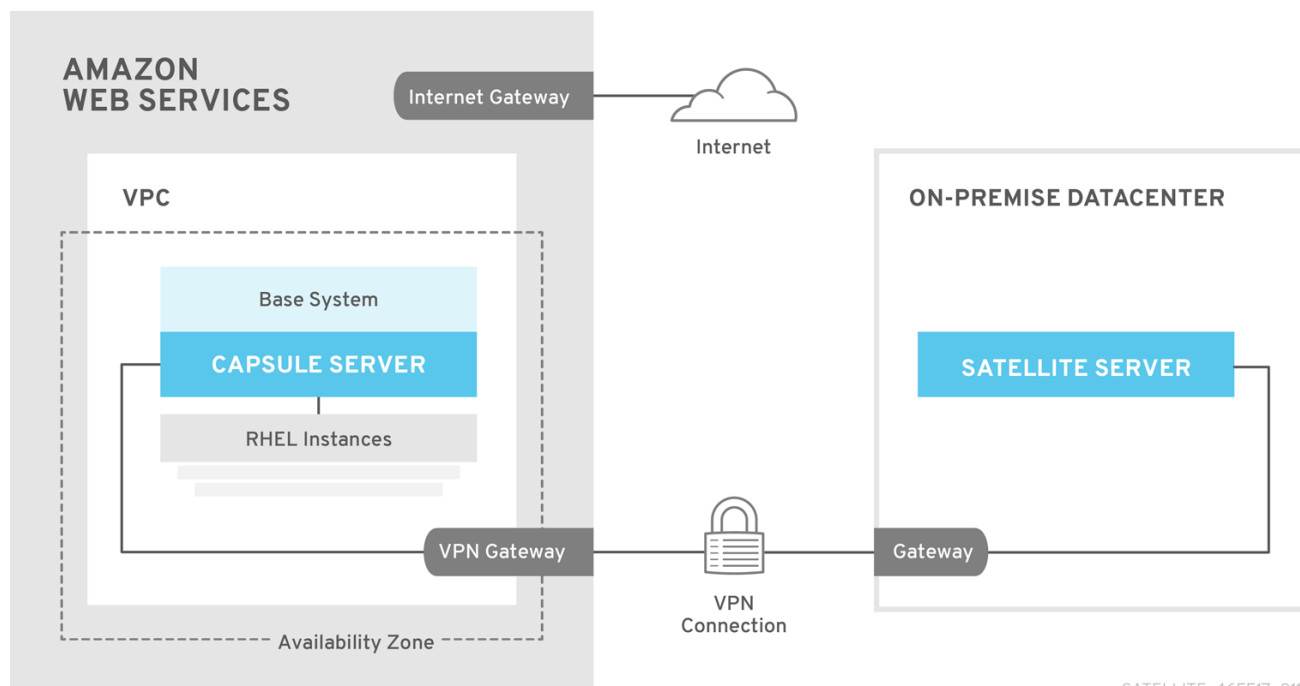 AMAZON
WEB SERVICES
Internet Gateway
Internet
VPC
ON-PREMISE DATACENTER
Base System
CAPSULE SERVER
SATELLITE SERVER
RHEL Instances
VPN Gateway
Gateway
VPN
Connection
Availability Zone